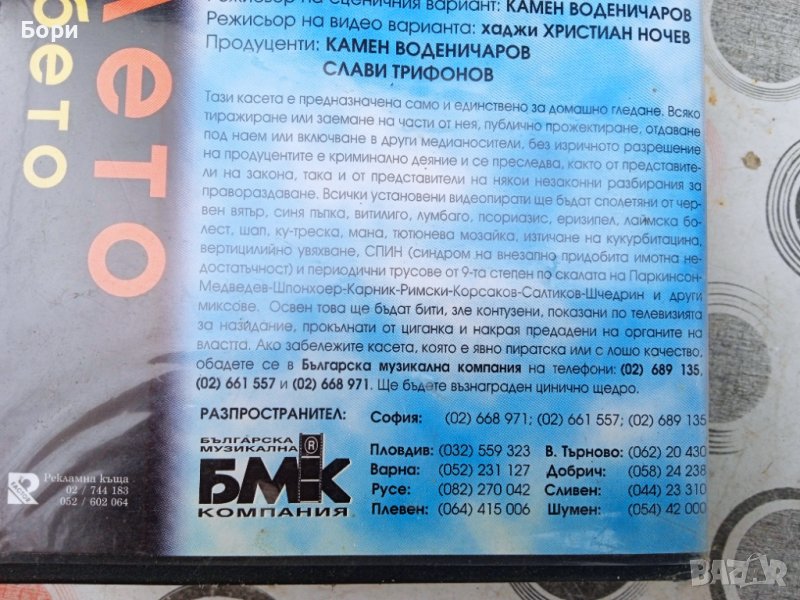 Бори
Режисьор на сценичния вариант: КАМЕН ВОДЕНИЧАРОВ
Режисьор на видео варианта: хаджи ХРИСТИАН НОЧЕВ
Продуценти: КАМЕН ВОДЕНИЧАРОВ
СЛАВИ ТРИФОНОВ
Тази касета е предназначена само и единствено за домашно гледане. Всяко
тиражиране или заемане на части от нея, публично прожектиране, отдаване
под наем или включване в други медианосители, без изричното разрешение
на продуцентите е криминално деяние и се преследва, както от представите-
ли на закона, така и от представители на някои незаконни разбирания за
правораздаване. Всички установени видеопирати ще бъдат сполетяни от чер-
вен вятър, синя пъпка, витилиго, лумбаго, псориазис, еризипел, лаймска бо-
лест, шап, ку-треска, мана, тютюнева мозайка, изтичане на кукурбитацина,
вертицилийно увяхване, СПИН (синдром на внезапно придобита имотна не-
достатъчност) и периодични трусове от 9-та степен по скалата на Паркинсон-
Медведев-Шпонхоер-Карник-Римски-Корсаков-Салтиков-Шчедрин и други
миксове. Освен това ще бъдат бити, зле контузени, показани по телевизията
за назидание, прокълнати от циганка и накрая предадени на органите на
властта. Ако забележите касета, която е явно пиратска или с лошо качество,
обадете се в Българска музикална компания на телефони: (02) 689 135,
(02) 661 557 и (02) 668 971. Ще бъдете възнаграден цинично щедро.
РАЗПРОСТРАНИТЕЛ:
София: (02) 668 971; (02) 661 557; (02) 689 135
БЪЛГАРСКА
МУЗИКАЛНА
БМК
КОМПАНИЯ
Пловдив: (032) 559 323 В. Търново: (062) 20 430
Варна: (052) 231 127 Добрич: (058) 24 238
Русе: (082) 270 042 Сливен: (044) 23 310
Плевен: (064) 415 006 Шумен: (054) 42 000
Рекламна къща
02 / 744 183
052 / 602 064
FACTOR
бето
лето
BAZAR